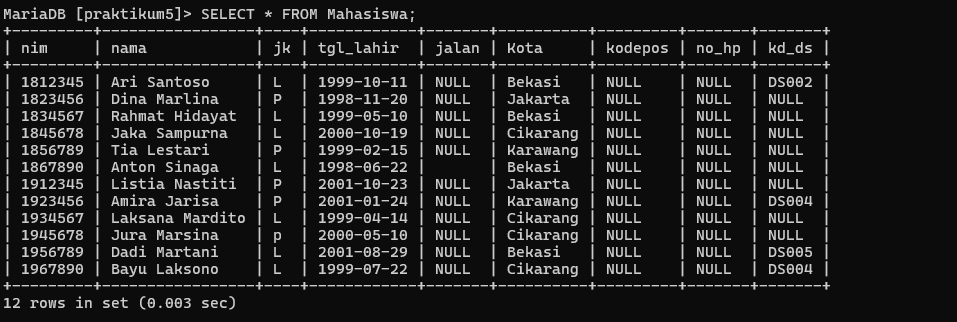 MariaDB [praktikum5]> SELECT * FROM Mahasiswa;
+---------+-----------------+----+------------+-------+----------+---------+-------+-------+
| nim     | nama            | jk | tgl_lahir  | jalan | Kota     | kodepos | no_hp | kd_ds |
+---------+-----------------+----+------------+-------+----------+---------+-------+-------+
| 1812345 | Ari Santoso     | L  | 1999-10-11 | NULL  | Bekasi   | NULL    | NULL  | DS002 |
| 1823456 | Dina Marlina    | P  | 1998-11-20 | NULL  | Jakarta  | NULL    | NULL  | NULL  |
| 1834567 | Rahmat Hidayat  | L  | 1999-05-10 | NULL  | Bekasi   | NULL    | NULL  | NULL  |
| 1845678 | Jaka Sampurna   | L  | 2000-10-19 | NULL  | Cikarang | NULL    | NULL  | NULL  |
| 1856789 | Tia Lestari     | P  | 1999-02-15 | NULL  | Karawang | NULL    | NULL  | NULL  |
| 1867890 | Anton Sinaga    | L  | 1998-06-22 |       | Bekasi   | NULL    | NULL  | NULL  |
| 1912345 | Listia Nastiti  | P  | 2001-10-23 | NULL  | Jakarta  | NULL    | NULL  | NULL  |
| 1923456 | Amira Jarisa    | P  | 2001-01-24 | NULL  | Karawang | NULL    | NULL  | DS004 |
| 1934567 | Laksana Mardito | L  | 1999-04-14 | NULL  | Cikarang | NULL    | NULL  | NULL  |
| 1945678 | Jura Marsina    | p  | 2000-05-10 | NULL  | Cikarang | NULL    | NULL  | NULL  |
| 1956789 | Dadi Martani    | L  | 2001-08-29 | NULL  | Bekasi   | NULL    | NULL  | DS005 |
| 1967890 | Bayu Laksono    | L  | 1999-07-22 | NULL  | Cikarang | NULL    | NULL  | DS004 |
+---------+-----------------+----+------------+-------+----------+---------+-------+-------+
12 rows in set (0.003 sec)